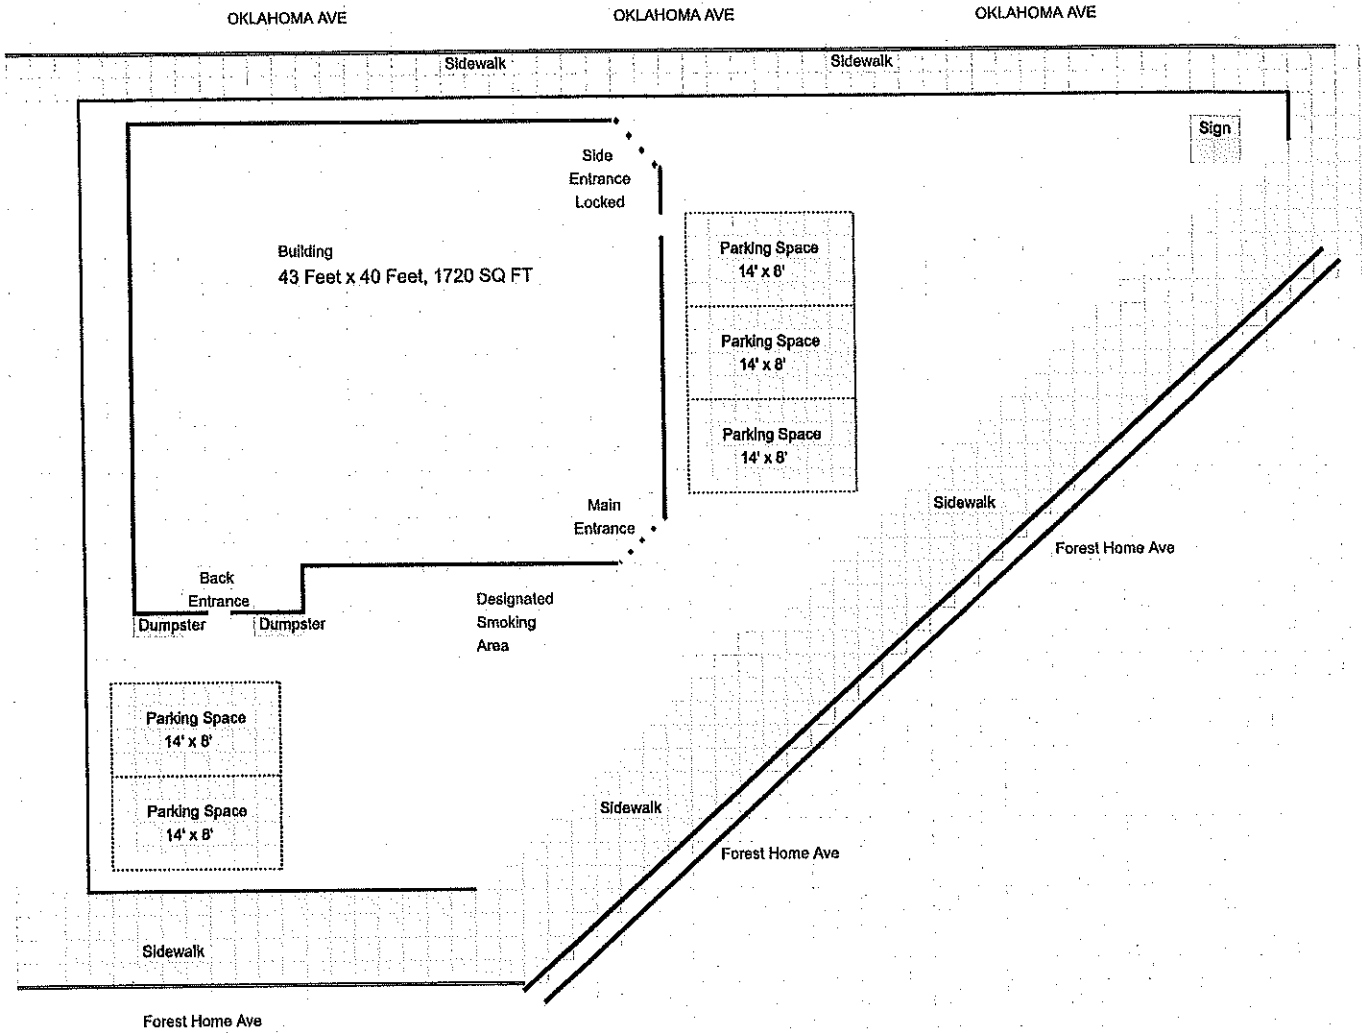 OKLAHOMA AVE
OKLAHOMA AVE
OKLAHOMA AVE
Sidewalk
Sidewalk
Sign
Side
Entrance
Locked
Building
43 Feet x 40 Feet, 1720 SQ FT
Parking Space
14' x 8'
Parking Space
14' x 8'
Parking Space
14' x 8'
Main
Entrance
Sidewalk
Forest Home Ave
Back
Entrance
Dumpster
Dumpster
Designated
Smoking
Area
Parking Space
14' x 8'
Parking Space
14' x 8'
Sidewalk
Forest Home Ave
Sidewalk
Forest Home Ave